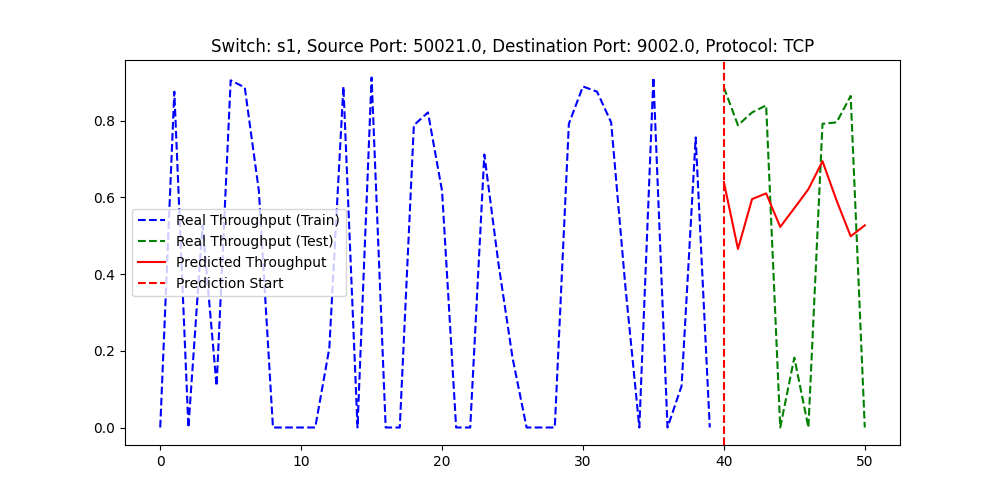 Switch: s1, Source Port: 50021.0, Destination Port: 9002.0, Protocol: TCP
0.8
0.6
0.4
0.2
0.0
Real Throughput (Train)
Real Throughput (Test)
Predicted Throughput
Prediction Start
0 10 20 30 40 50